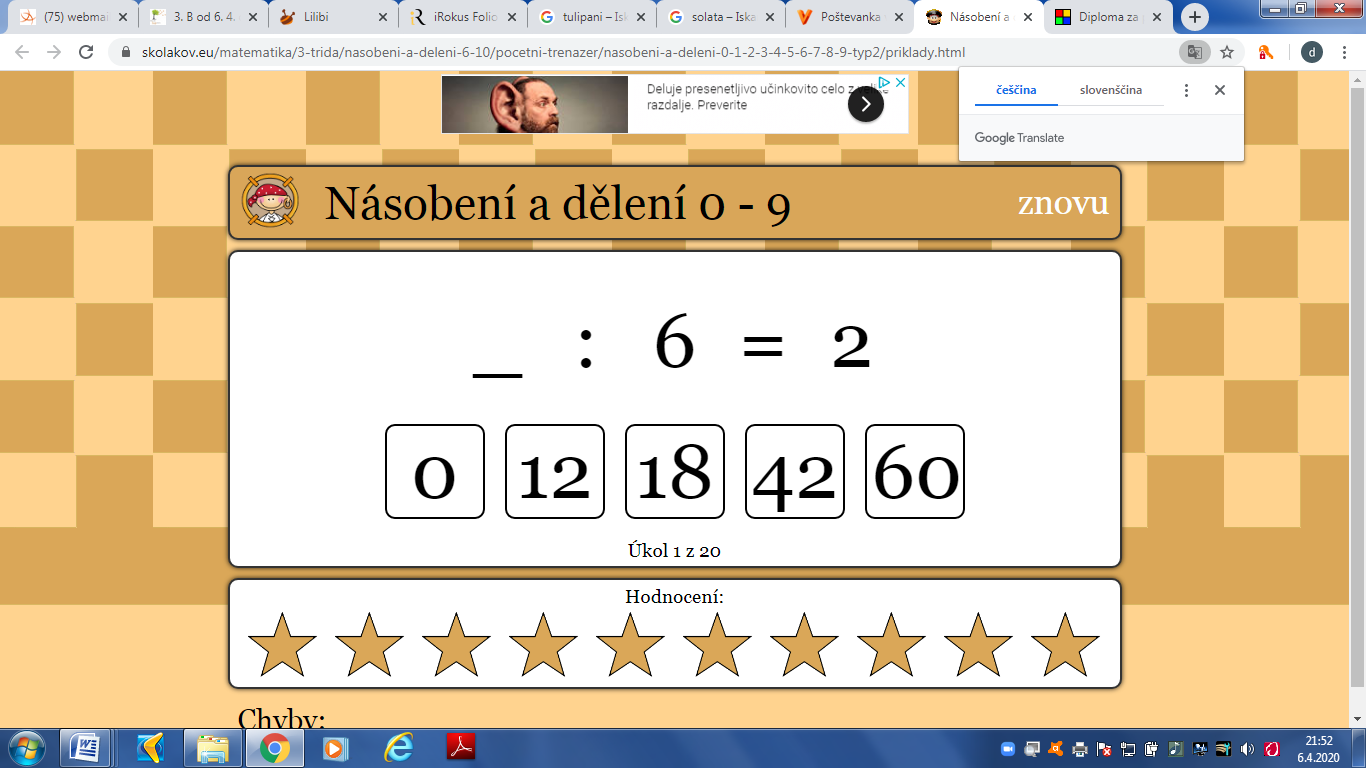 (75) webmai
3. B od 6. 4.
Lilibi
iRokus Folio
tulipani – Isk
solata – Iska
Poštevanka
Násobení a
Diploma za
skolakov.eu/matematika/3-trida/nasobeni-a-deleni-6-10/pocetni-trenazer/nasobeni-a-deleni-0-1-2-3-4-5-6-7-8-9-typ2/priklady.html
d
Deluje presenetljivo učinkovito celo z
razdalje. Preverite
češčina
slovenščina
Google Translate
Násobení a dělení 0 - 9
znovu
_ : 6 = 2
0 12 18 42 60
Úkol 1 z 20
Hodnocení:
Chyby:
21:52
6.4.2020